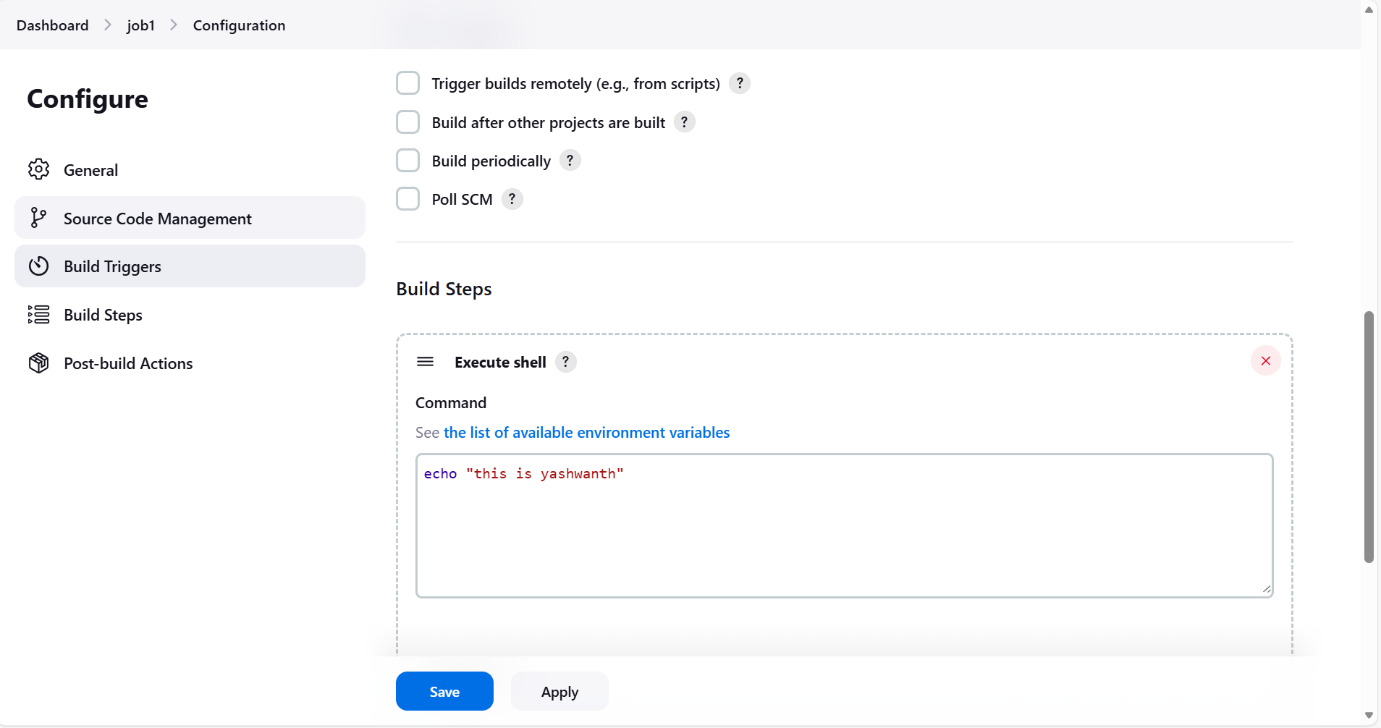 Dashboard > job1 > Configuration
Configure
General
Source Code Management
Build Triggers
Build Steps
Post-build Actions
Trigger builds remotely (e.g., from scripts) ?
Build after other projects are built ?
Build periodically ?
Poll SCM ?
Build Steps
Execute shell ?
Command
See the list of available environment variables
echo "this is yashwanth"
Save Apply